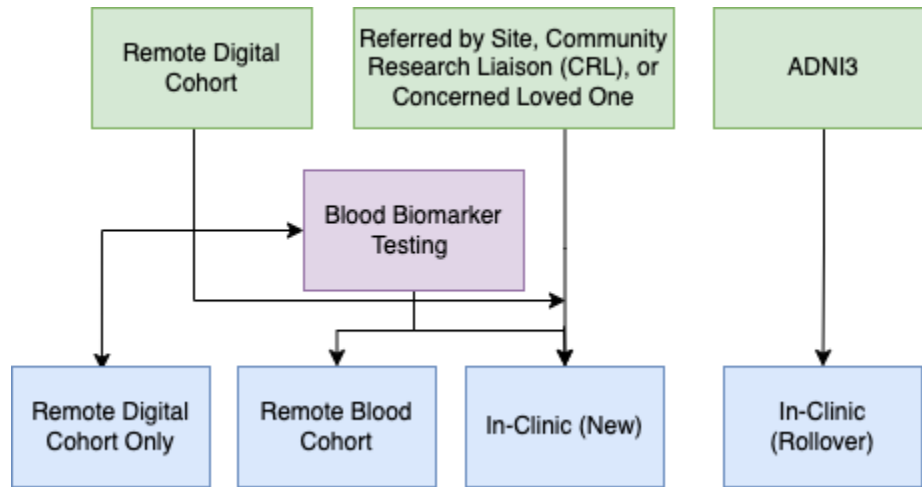 Remote Digital
Cohort
Referred by Site, Community
Research Liaison (CRL), or
Concerned Loved One
ADNI3
Blood Biomarker
Testing
Remote Digital
Cohort Only
Remote Blood
Cohort
In-Clinic (New)
In-Clinic
(Rollover)